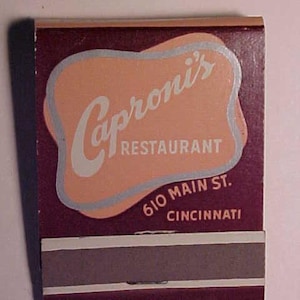 Caproni's
RESTAURANT
610 MAIN ST.
CINCINNATI